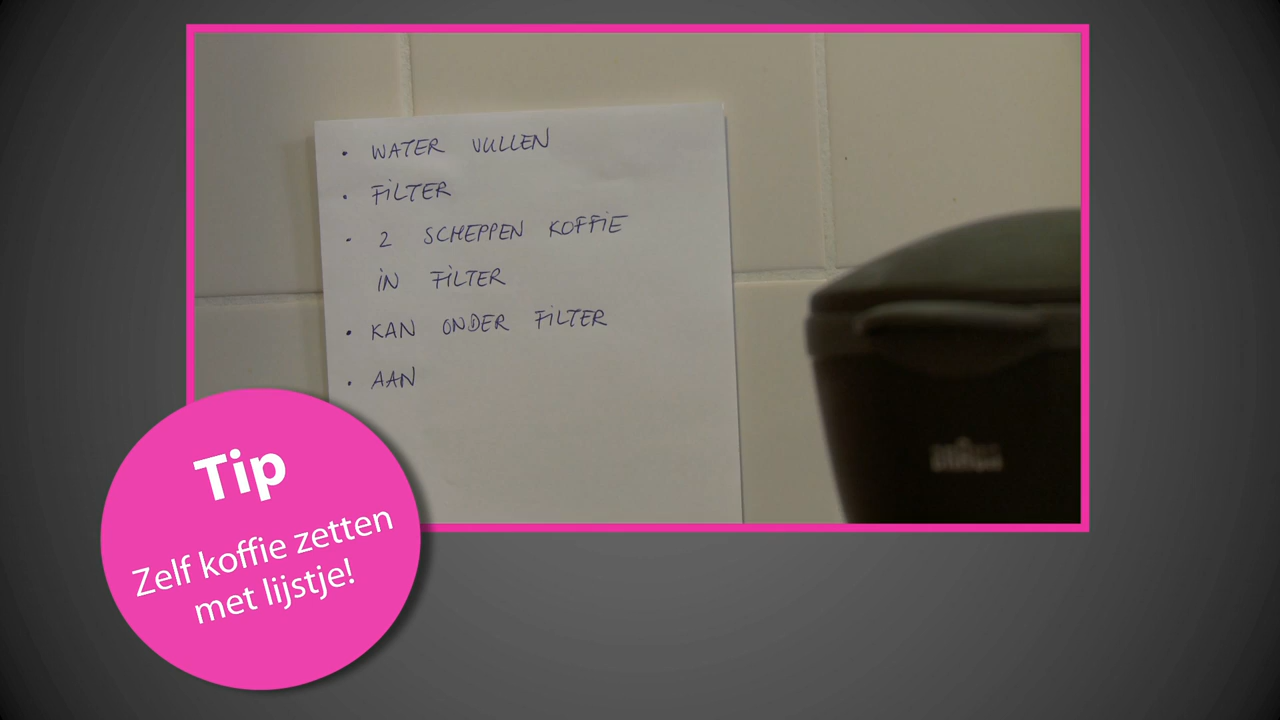 • WATER VULLEN
• FILTER
• 2 SCHEPPEN KOFFIE
IN FILTER
• KAN ONDER FILTER
• AAN
Tip
Zelf koffie zetten
met lijstje!